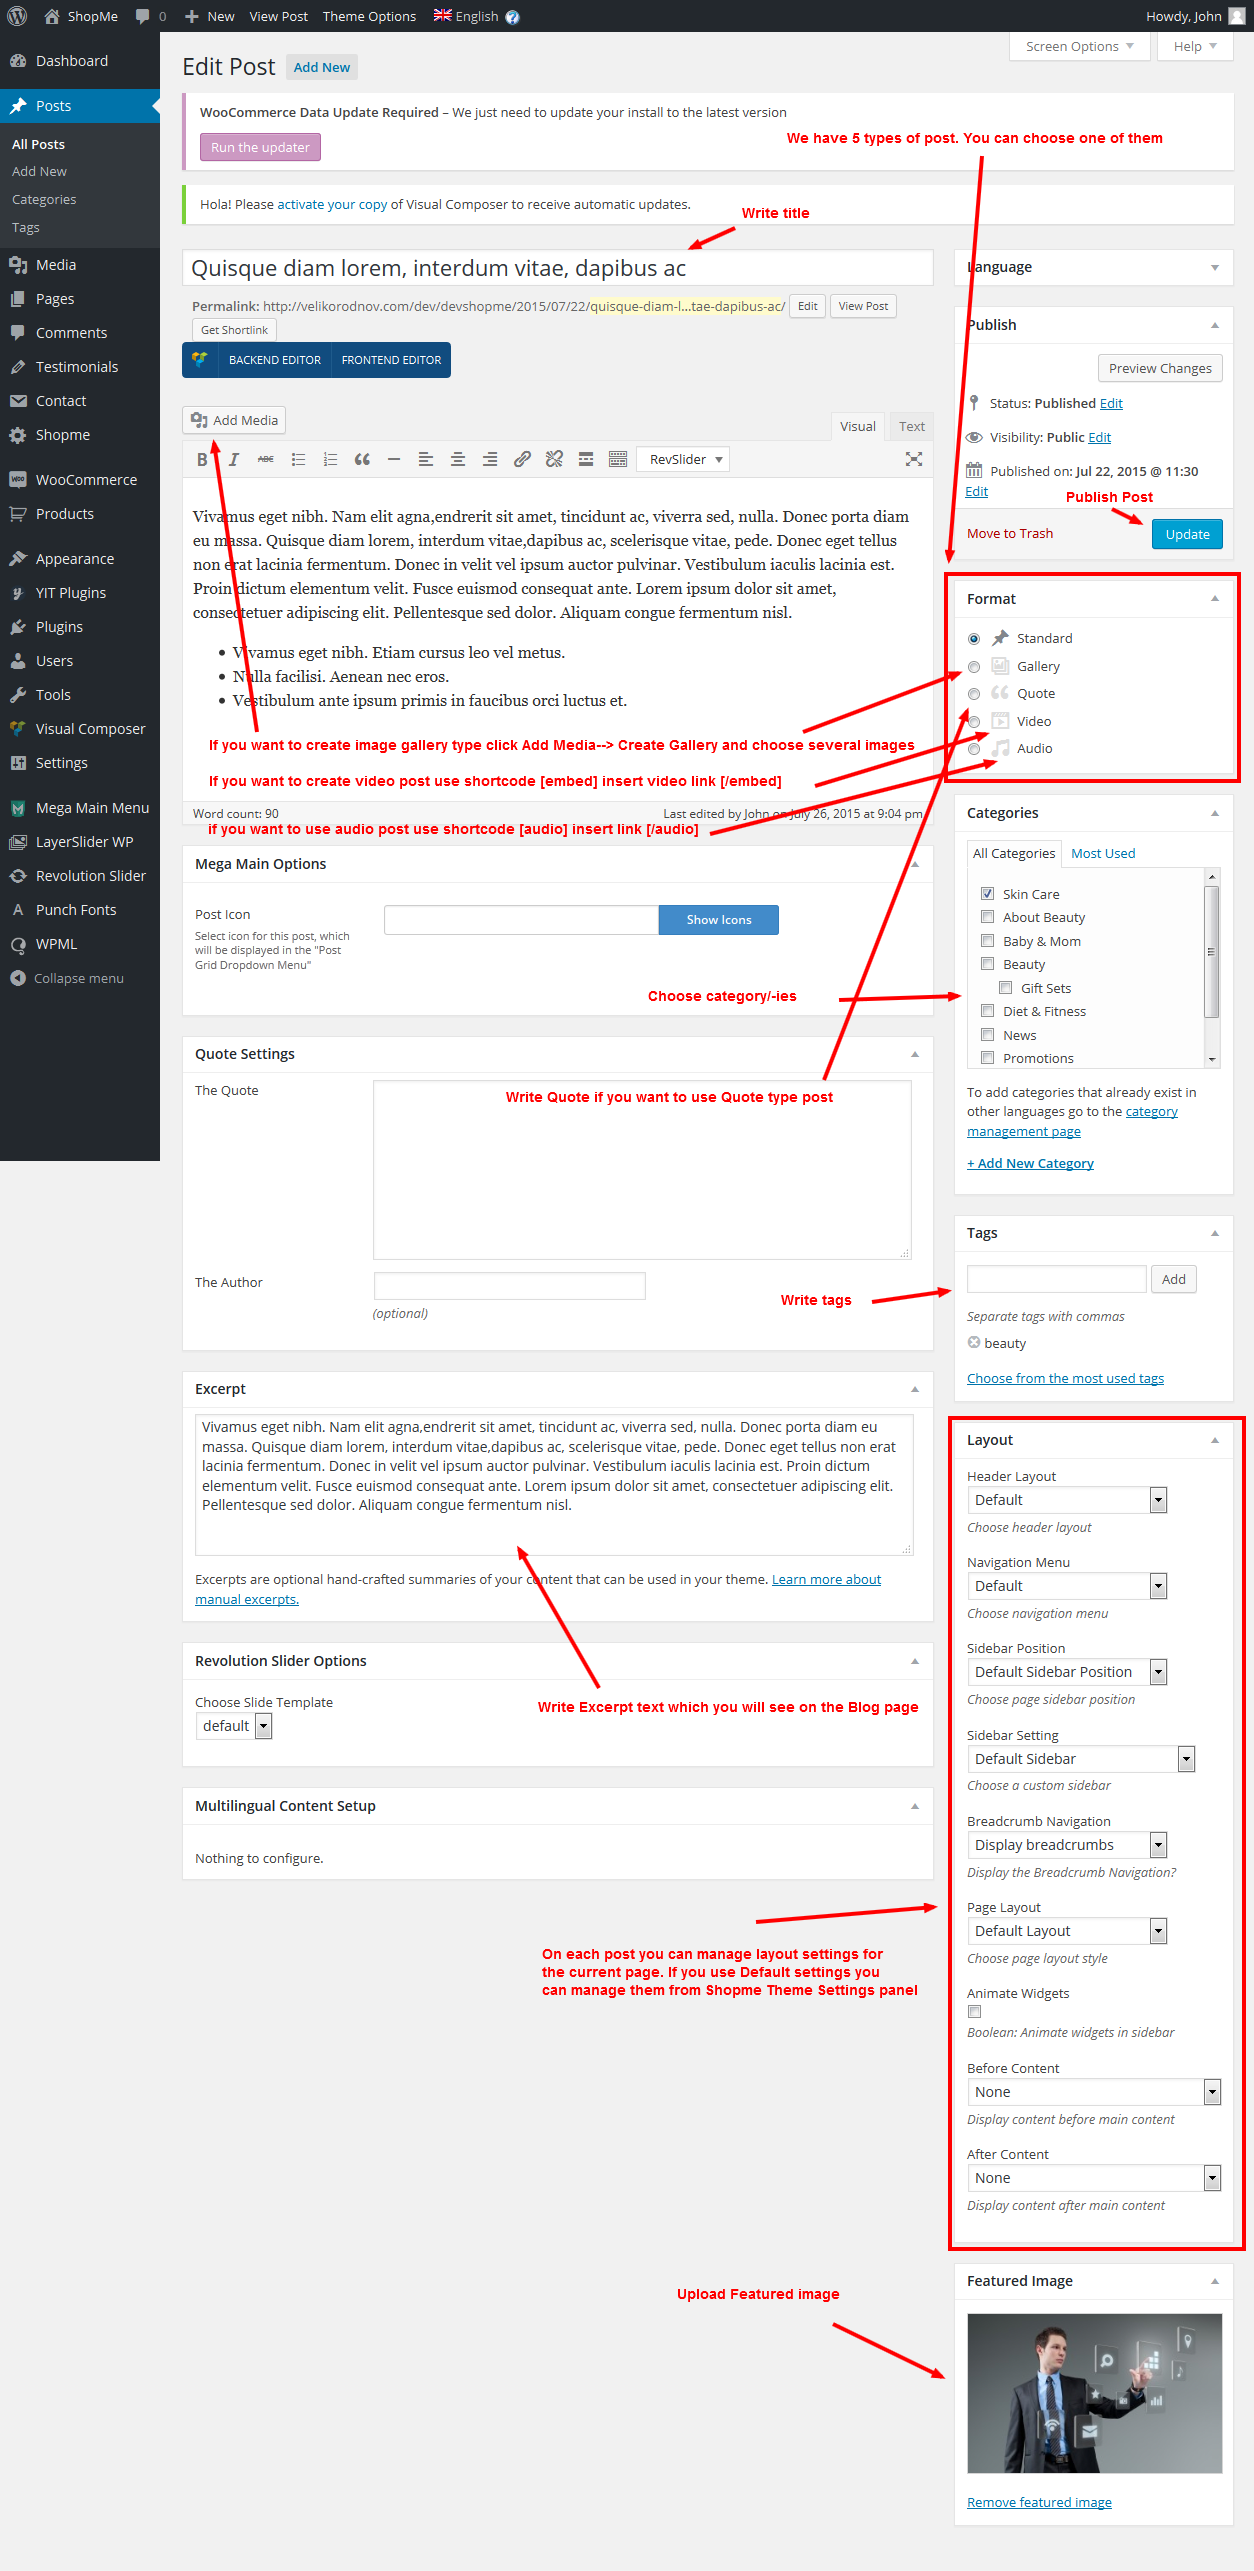 ShopMe 0 New View Post Theme Options English Howdy, John
Screen Options Help
Dashboard
Posts
All Posts
Add New
Categories
Tags
Media
Pages
Comments
Testimonials
Contact
Shopme
WooCommerce
Products
Appearance
YIT Plugins
Plugins
Users
Tools
Visual Composer
Settings
Mega Main Menu
LayerSlider WP
Revolution Slider
Punch Fonts
WPML
Collapse menu
Edit Post Add New
WooCommerce Data Update Required – We just need to update your install to the latest version
Run the updater
We have 5 types of post. You can choose one of them
Hola! Please activate your copy of Visual Composer to receive automatic updates.
Write title
Quisque diam lorem, interdum vitae, dapibus ac
Permalink: http://velikorodnov.com/dev/devshopme/2015/07/22/quisque-diam-l...tae-dapibus-ac/ Edit View Post
Get Shortlink
BACKEND EDITOR FRONTEND EDITOR
Add Media
Visual Text
B I ABC RevSlider
Vivamus eget nibh. Nam elit agna,endrerit sit amet, tincidunt ac, viverra sed, nulla. Donec porta diam
eu massa. Quisque diam lorem, interdum vitae,dapibus ac, scelerisque vitae, pede. Donec eget tellus
non erat lacinia fermentum. Donec in velit vel ipsum auctor pulvinar. Vestibulum iaculis lacinia est.
Proin dictum elementum velit. Fusce euismod consequat ante. Lorem ipsum dolor sit amet,
consectetuer adipiscing elit. Pellentesque sed dolor. Aliquam congue fermentum nisl.
• Vivamus eget nibh. Etiam cursus leo vel metus.
• Nulla facilisi. Aenean nec eros.
• Vestibulum ante ipsum primis in faucibus orci luctus et.
If you want to create image gallery type click Add Media--> Create Gallery and choose several images
If you want to create video post use shortcode [embed] insert video link [/embed]
Word count: 90 Last edited by John on July 26, 2015 at 9:04 pm
if you want to use audio post use shortcode [audio] insert link [/audio]
Mega Main Options
Post Icon
Show Icons
Select icon for this post, which
will be displayed in the "Post
Grid Dropdown Menu"
Choose category/-ies
Quote Settings
The Quote
Write Quote if you want to use Quote type post
The Author
(optional)
Write tags
Excerpt
Vivamus eget nibh. Nam elit agna,endrerit sit amet, tincidunt ac, viverra sed, nulla. Donec porta diam eu
massa. Quisque diam lorem, interdum vitae,dapibus ac, scelerisque vitae, pede. Donec eget tellus non erat
lacinia fermentum. Donec in velit vel ipsum auctor pulvinar. Vestibulum iaculis lacinia est. Proin dictum
elementum velit. Fusce euismod consequat ante. Lorem ipsum dolor sit amet, consectetuer adipiscing elit.
Pellentesque sed dolor. Aliquam congue fermentum nisl.
Excerpts are optional hand-crafted summaries of your content that can be used in your theme. Learn more about
manual excerpts.
Revolution Slider Options
Choose Slide Template
default
Write Excerpt text which you will see on the Blog page
Multilingual Content Setup
Nothing to configure.
On each post you can manage layout settings for
the current page. If you use Default settings you
can manage them from Shopme Theme Settings panel
Upload Featured image
Language
Publish
Preview Changes
Status: Published Edit
Visibility: Public Edit
Published on: Jul 22, 2015 @ 11:30
Edit
Publish Post
Move to Trash Update
Format
Standard
Gallery
Quote
Video
Audio
Categories
All Categories Most Used
Skin Care
About Beauty
Baby & Mom
Beauty
Gift Sets
Diet & Fitness
News
Promotions
To add categories that already exist in
other languages go to the category
management page
+ Add New Category
Tags
Add
Separate tags with commas
beauty
Choose from the most used tags
Layout
Header Layout
Default
Choose header layout
Navigation Menu
Default
Choose navigation menu
Sidebar Position
Default Sidebar Position
Choose page sidebar position
Sidebar Setting
Default Sidebar
Choose a custom sidebar
Breadcrumb Navigation
Display breadcrumbs
Display the Breadcrumb Navigation?
Page Layout
Default Layout
Choose page layout style
Animate Widgets
Boolean: Animate widgets in sidebar
Before Content
None
Display content before main content
After Content
None
Display content after main content
Featured Image
Remove featured image